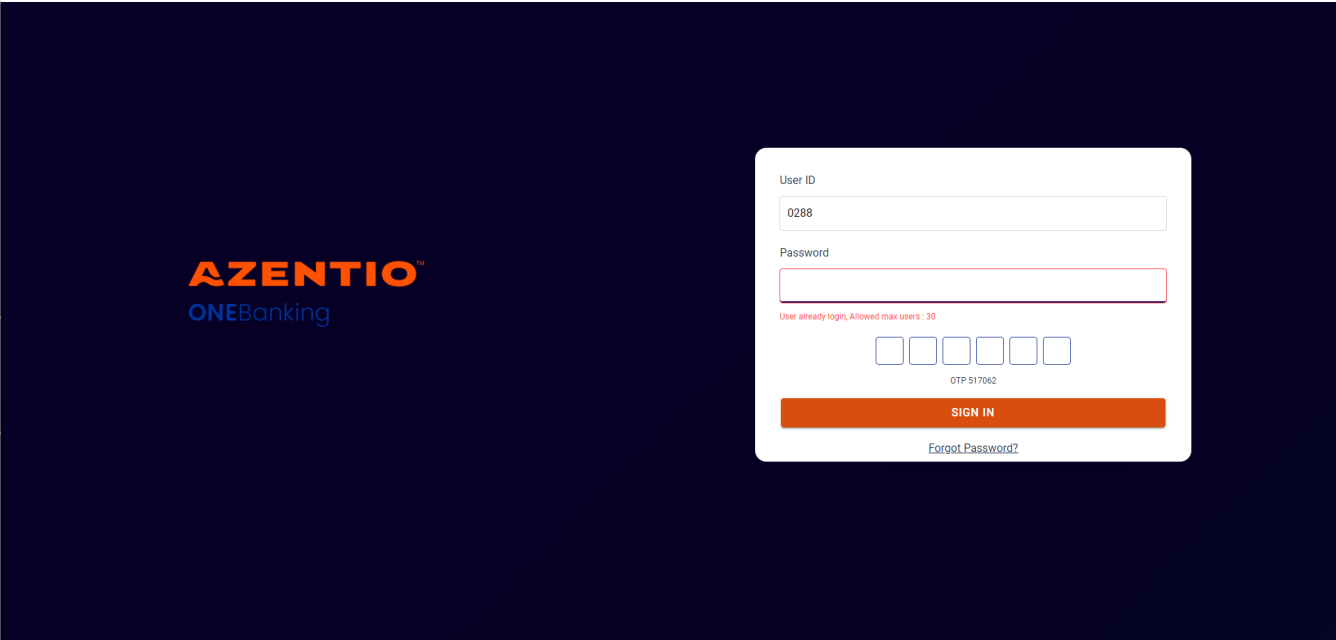 AZENTIO™
ONEBanking
User ID
0288
Password
User already login, Allowed max users : 30
OTP 517062
SIGN IN
Forgot Password?